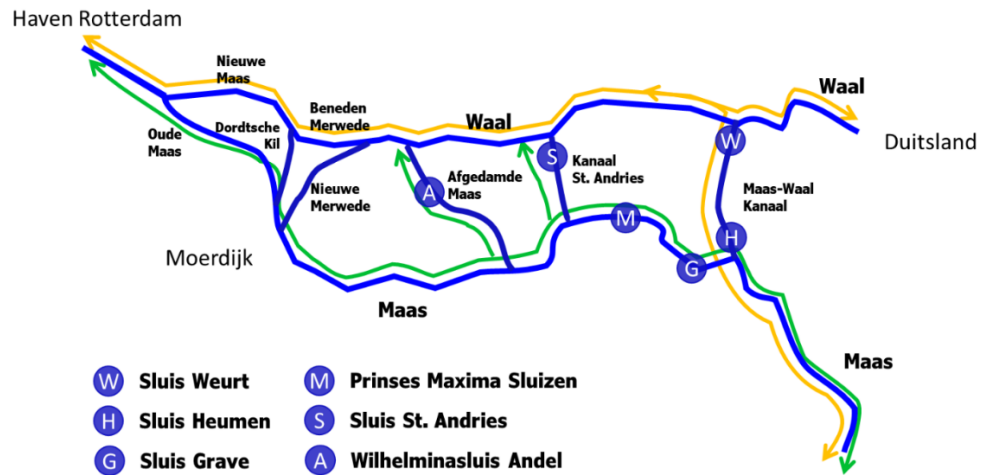 Haven Rotterdam
Nieuwe
Maas
Beneden
Merwede
Waal
Waal
Duitsland
Oude
Maas
Dordtsche
Kil
Nieuwe
Merwede
A
Afgedamde
Maas
S
Kanaal
St. Andries
W
Maas-Waal
Kanaal
M
H
G
Moerdijk
Maas
Maas
W Sluis Weurt
M Prinses Maxima Sluizen
H Sluis Heumen
S Sluis St. Andries
G Sluis Grave
A Wilhelminasluis Andel